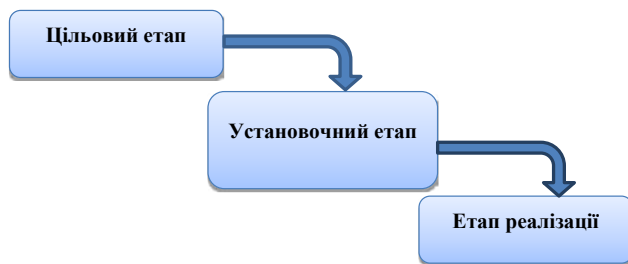 Цільовий етап
Установочний етап
Етап реалізації